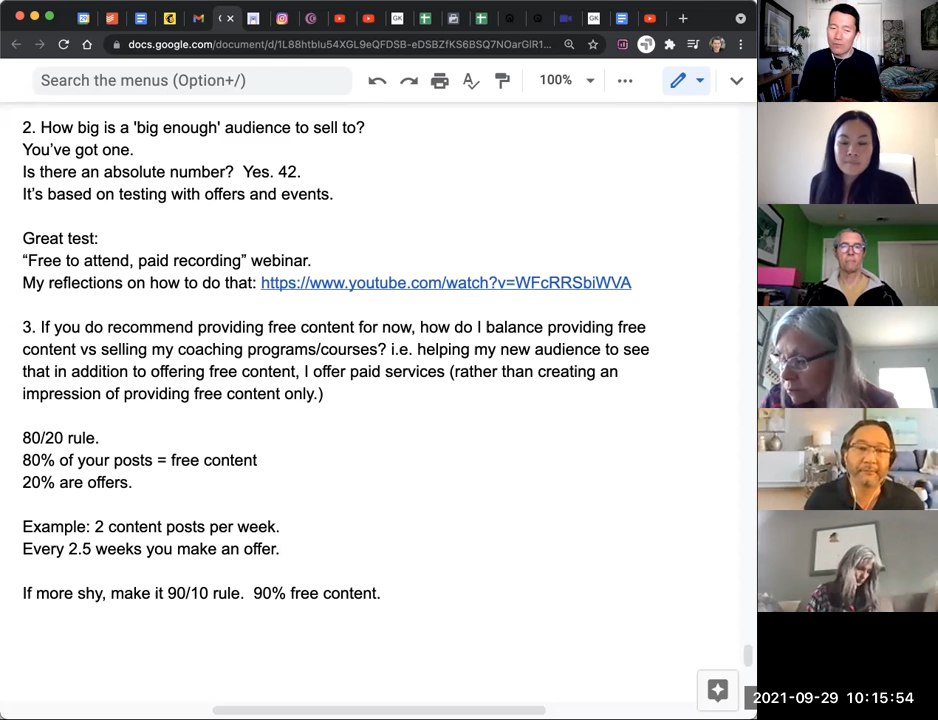 docs.google.com/document/d/1L88htblu54XGL9eQFDSB-eDSBZfKS6BSQ7NOarGIR1...
Search the menus (Option+/)
100%
2. How big is a 'big enough' audience to sell to?
You've got one.
Is there an absolute number?  Yes. 42.
It's based on testing with offers and events.
Great test:
“Free to attend, paid recording” webinar.
My reflections on how to do that: https://www.youtube.com/watch?v=WFcRRSbiWVA
3. If you do recommend providing free content for now, how do I balance providing free
content vs selling my coaching programs/courses? i.e. helping my new audience to see
that in addition to offering free content, I offer paid services (rather than creating an
impression of providing free content only.)
80/20 rule.
80% of your posts = free content
20% are offers.
Example: 2 content posts per week.
Every 2.5 weeks you make an offer.
If more shy, make it 90/10 rule.  90% free content.
2021-09-29 10:15:54